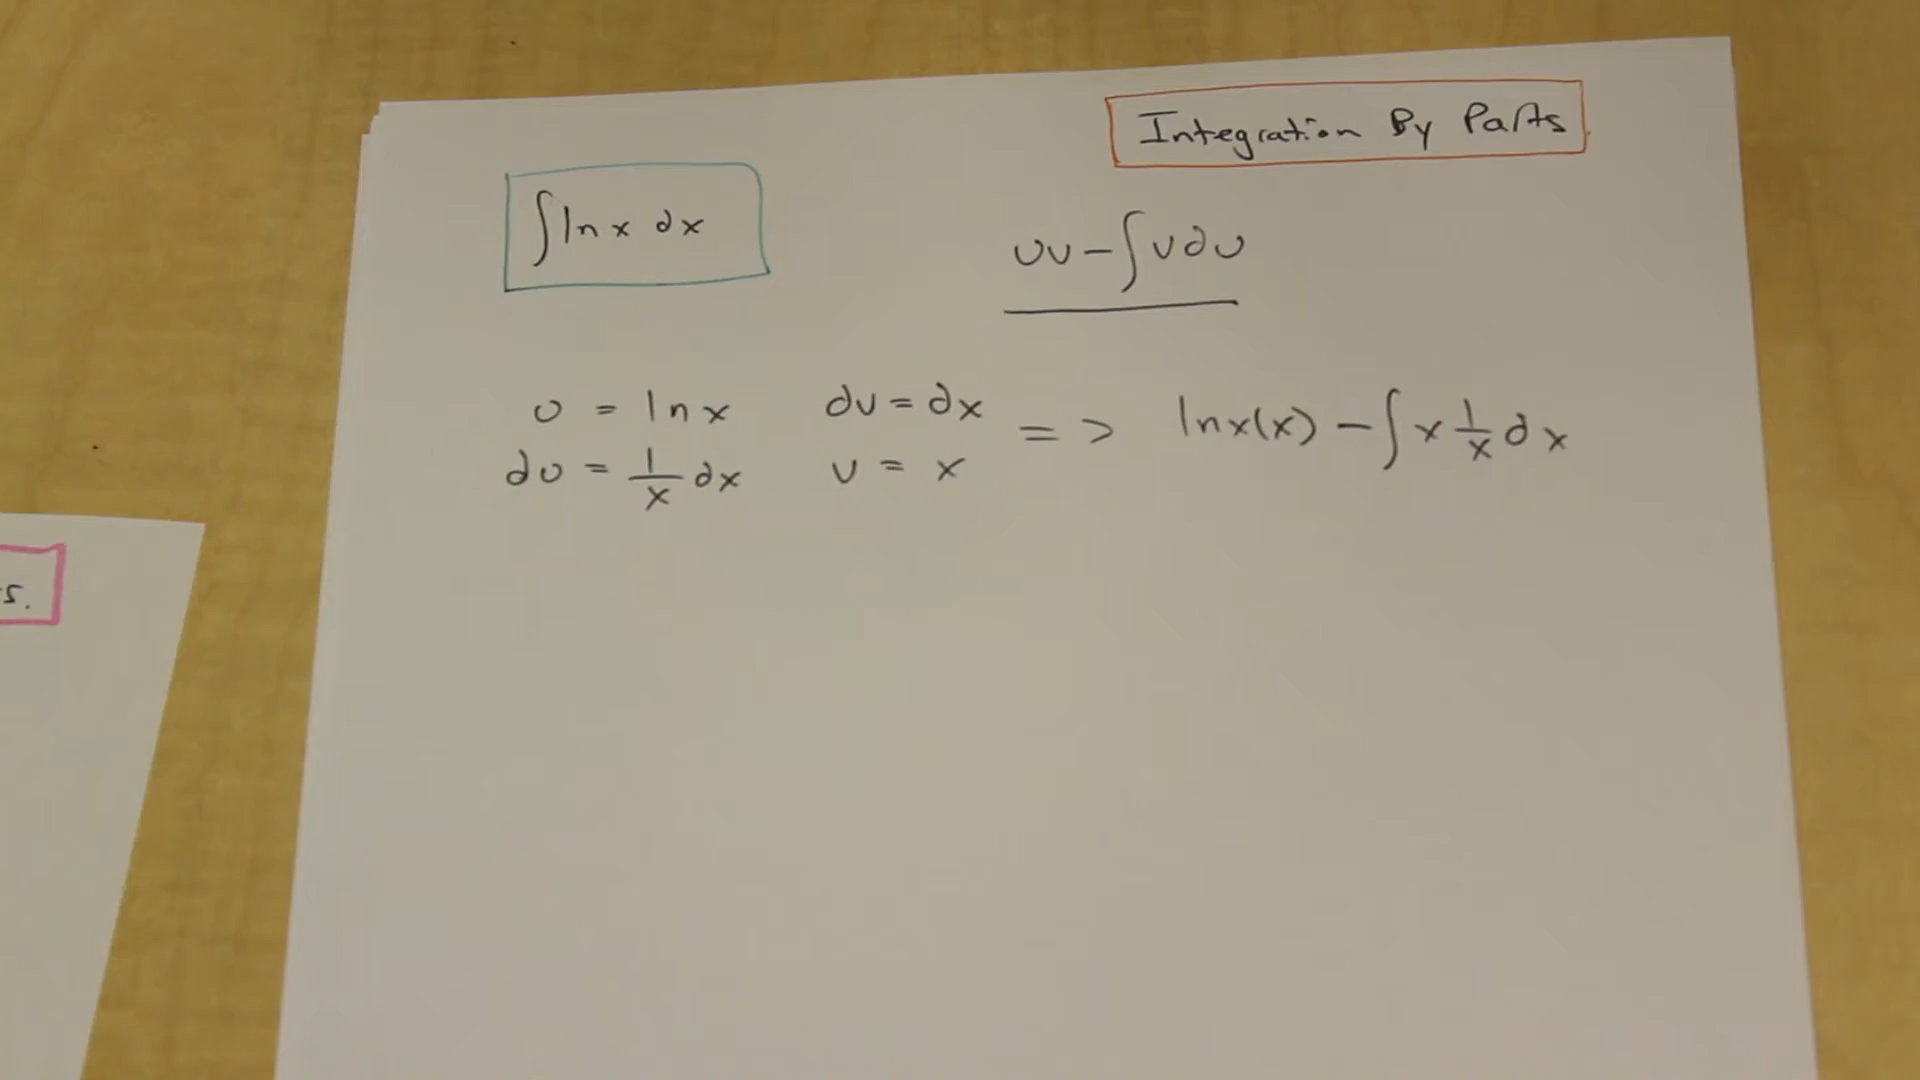 Integration By Parts
∫ln x dx
uv - ∫v du
u = ln x dv = dx => ln x(x) - ∫x 1/x dx
du = 1/x dx v = x
s.